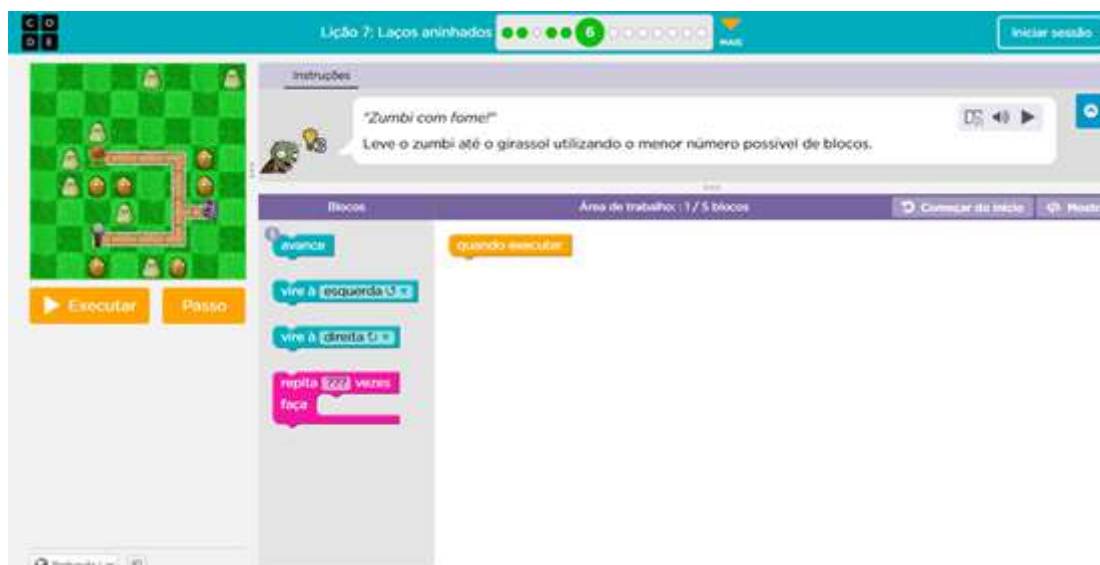 C O
D E
Lição 7: Laços aninhados
6
MAIS
Iniciar sessão
Instruções
"Zumbi com fome!"
Leve o zumbi até o girassol utilizando o menor número possível de blocos.
Blocos
Área de trabalho: : 1 / 5 blocos
Começar do início
Mostr
avance
quando executar
vire à esquerda
vire à direita
repita ??? vezes
faça
Executar
Passo